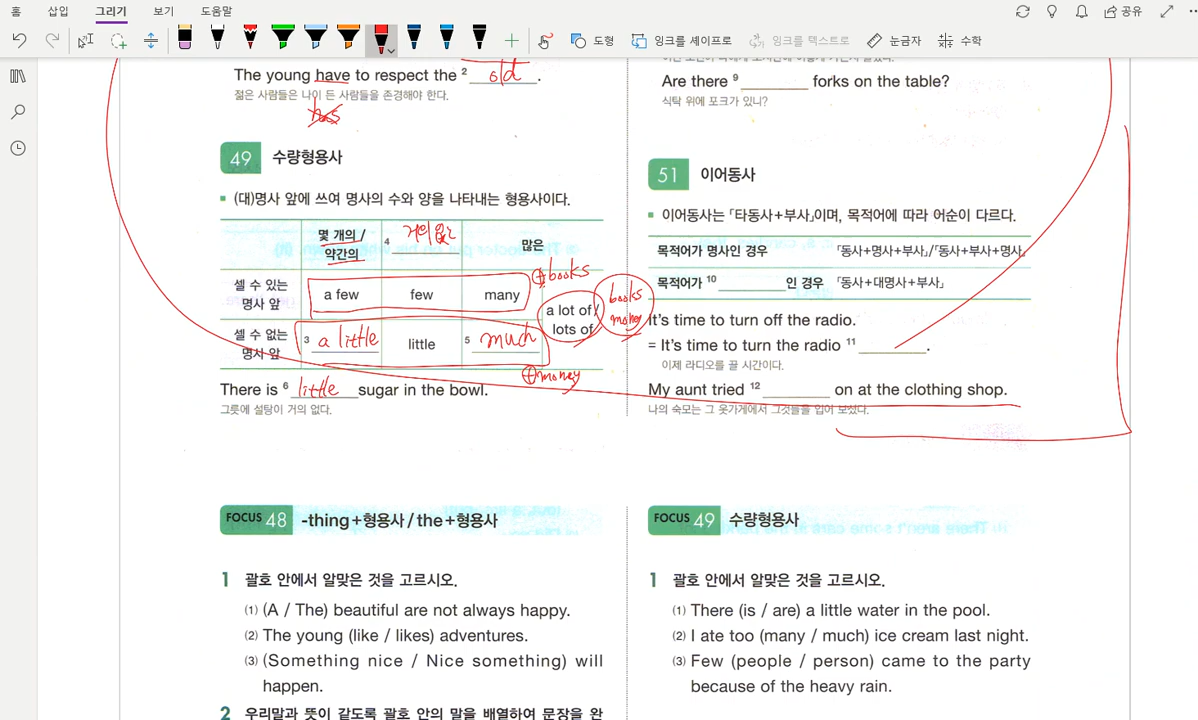 홈 삽입 그리기 보기 도움말
공유
도형 잉크를 셰이프로 잉크를 텍스트로 눈금자 수학
The young have to respect the 2 old .
젊은 사람들은 나이 든 사람들을 존경해야 한다.
has
49 수량형용사
(대)명사 앞에 쓰여 명사의 수와 양을 나타내는 형용사이다.
몇 개의 / 약간의 4 거의 없는 많은
셀 수 있는 명사 앞 a few few many
⊕books
셀 수 없는 명사 앞 3 a little little 5 much
a lot of / lots of
books
money
⊕money
There is 6 little sugar in the bowl.
그릇에 설탕이 거의 없다.
Are there 9 ________ forks on the table?
식탁 위에 포크가 있니?
51 이어동사
이어동사는 「타동사+부사」이며, 목적어에 따라 어순이 다르다.
목적어가 명사인 경우 「동사+명사+부사」/「동사+부사+명사」
목적어가 10 ________ 인 경우 「동사+대명사+부사」
It's time to turn off the radio.
= It's time to turn the radio 11 ________ .
이제 라디오를 끌 시간이다.
My aunt tried 12 ________ on at the clothing shop.
나의 숙모는 그 옷가게에서 그것들을 입어 보셨다.
FOCUS 48 -thing+형용사 / the+형용사
1 괄호 안에서 알맞은 것을 고르시오.
(1) (A / The) beautiful are not always happy.
(2) The young (like / likes) adventures.
(3) (Something nice / Nice something) will
happen.
2 우리말과 뜻이 같도록 괄호 안의 말을 배열하여 문장을 완
FOCUS 49 수량형용사
1 괄호 안에서 알맞은 것을 고르시오.
(1) There (is / are) a little water in the pool.
(2) I ate too (many / much) ice cream last night.
(3) Few (people / person) came to the party
because of the heavy rain.